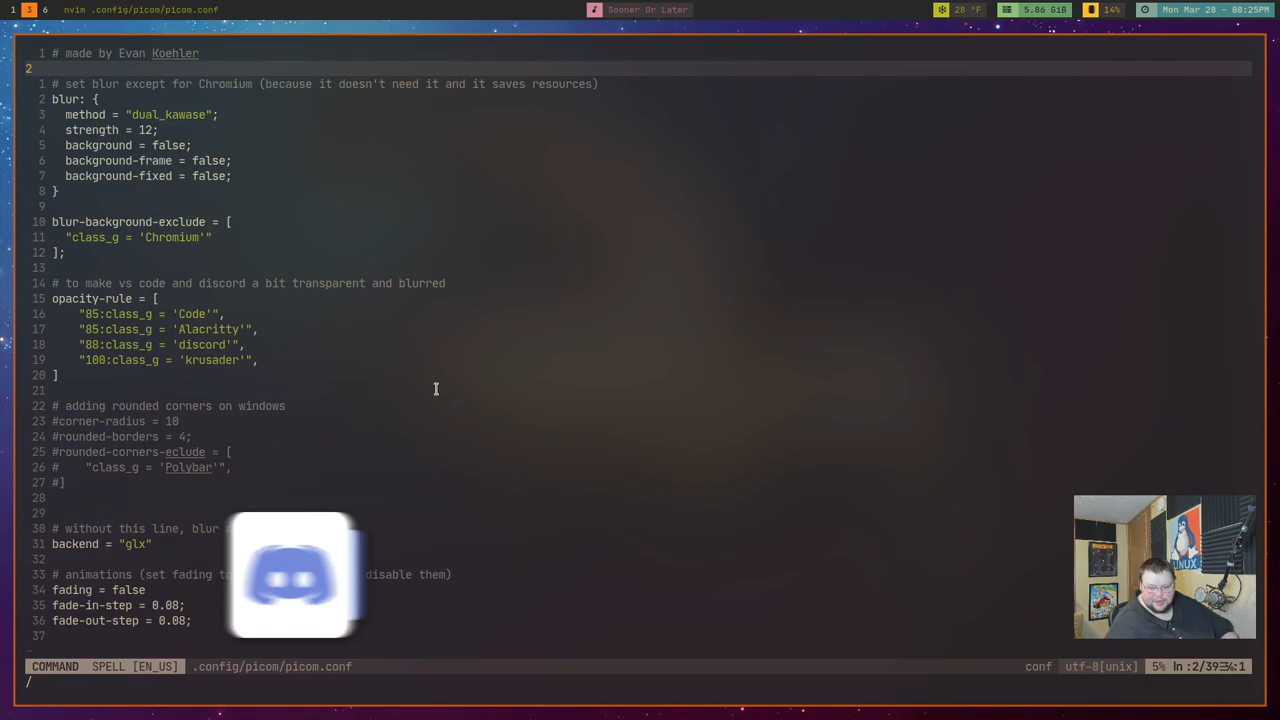 1 3 6 nvim .config/picom/picom.conf Sooner Or Later 28 °F 5.86 GiB 14% Mon Mar 28 - 08:25PM
1 # made by Evan Koehler
2
1 # set blur except for Chromium (because it doesn't need it and it saves resources)
2 blur: {
3 method = "dual_kawase";
4 strength = 12;
5 background = false;
6 background-frame = false;
7 background-fixed = false;
8 }
9
10 blur-background-exclude = [
11 "class_g = 'Chromium'"
12 ];
13
14 # to make vs code and discord a bit transparent and blurred
15 opacity-rule = [
16 "85:class_g = 'Code'",
17 "85:class_g = 'Alacritty'",
18 "88:class_g = 'discord'",
19 "100:class_g = 'krusader'",
20 ]
21
22 # adding rounded corners on windows
23 #corner-radius = 10
24 #rounded-borders = 4;
25 #rounded-corners-eclude = [
26 # "class_g = 'Polybar'",
27 #]
28
29
30 # without this line, blur
31 backend = "glx"
32
33 # animations (set fading disable them)
34 fading = false
35 fade-in-step = 0.08;
36 fade-out-step = 0.08;
37
COMMAND SPELL [EN_US] .config/picom/picom.conf conf utf-8[unix] 5% ln :2/39 :1
/
LINUX